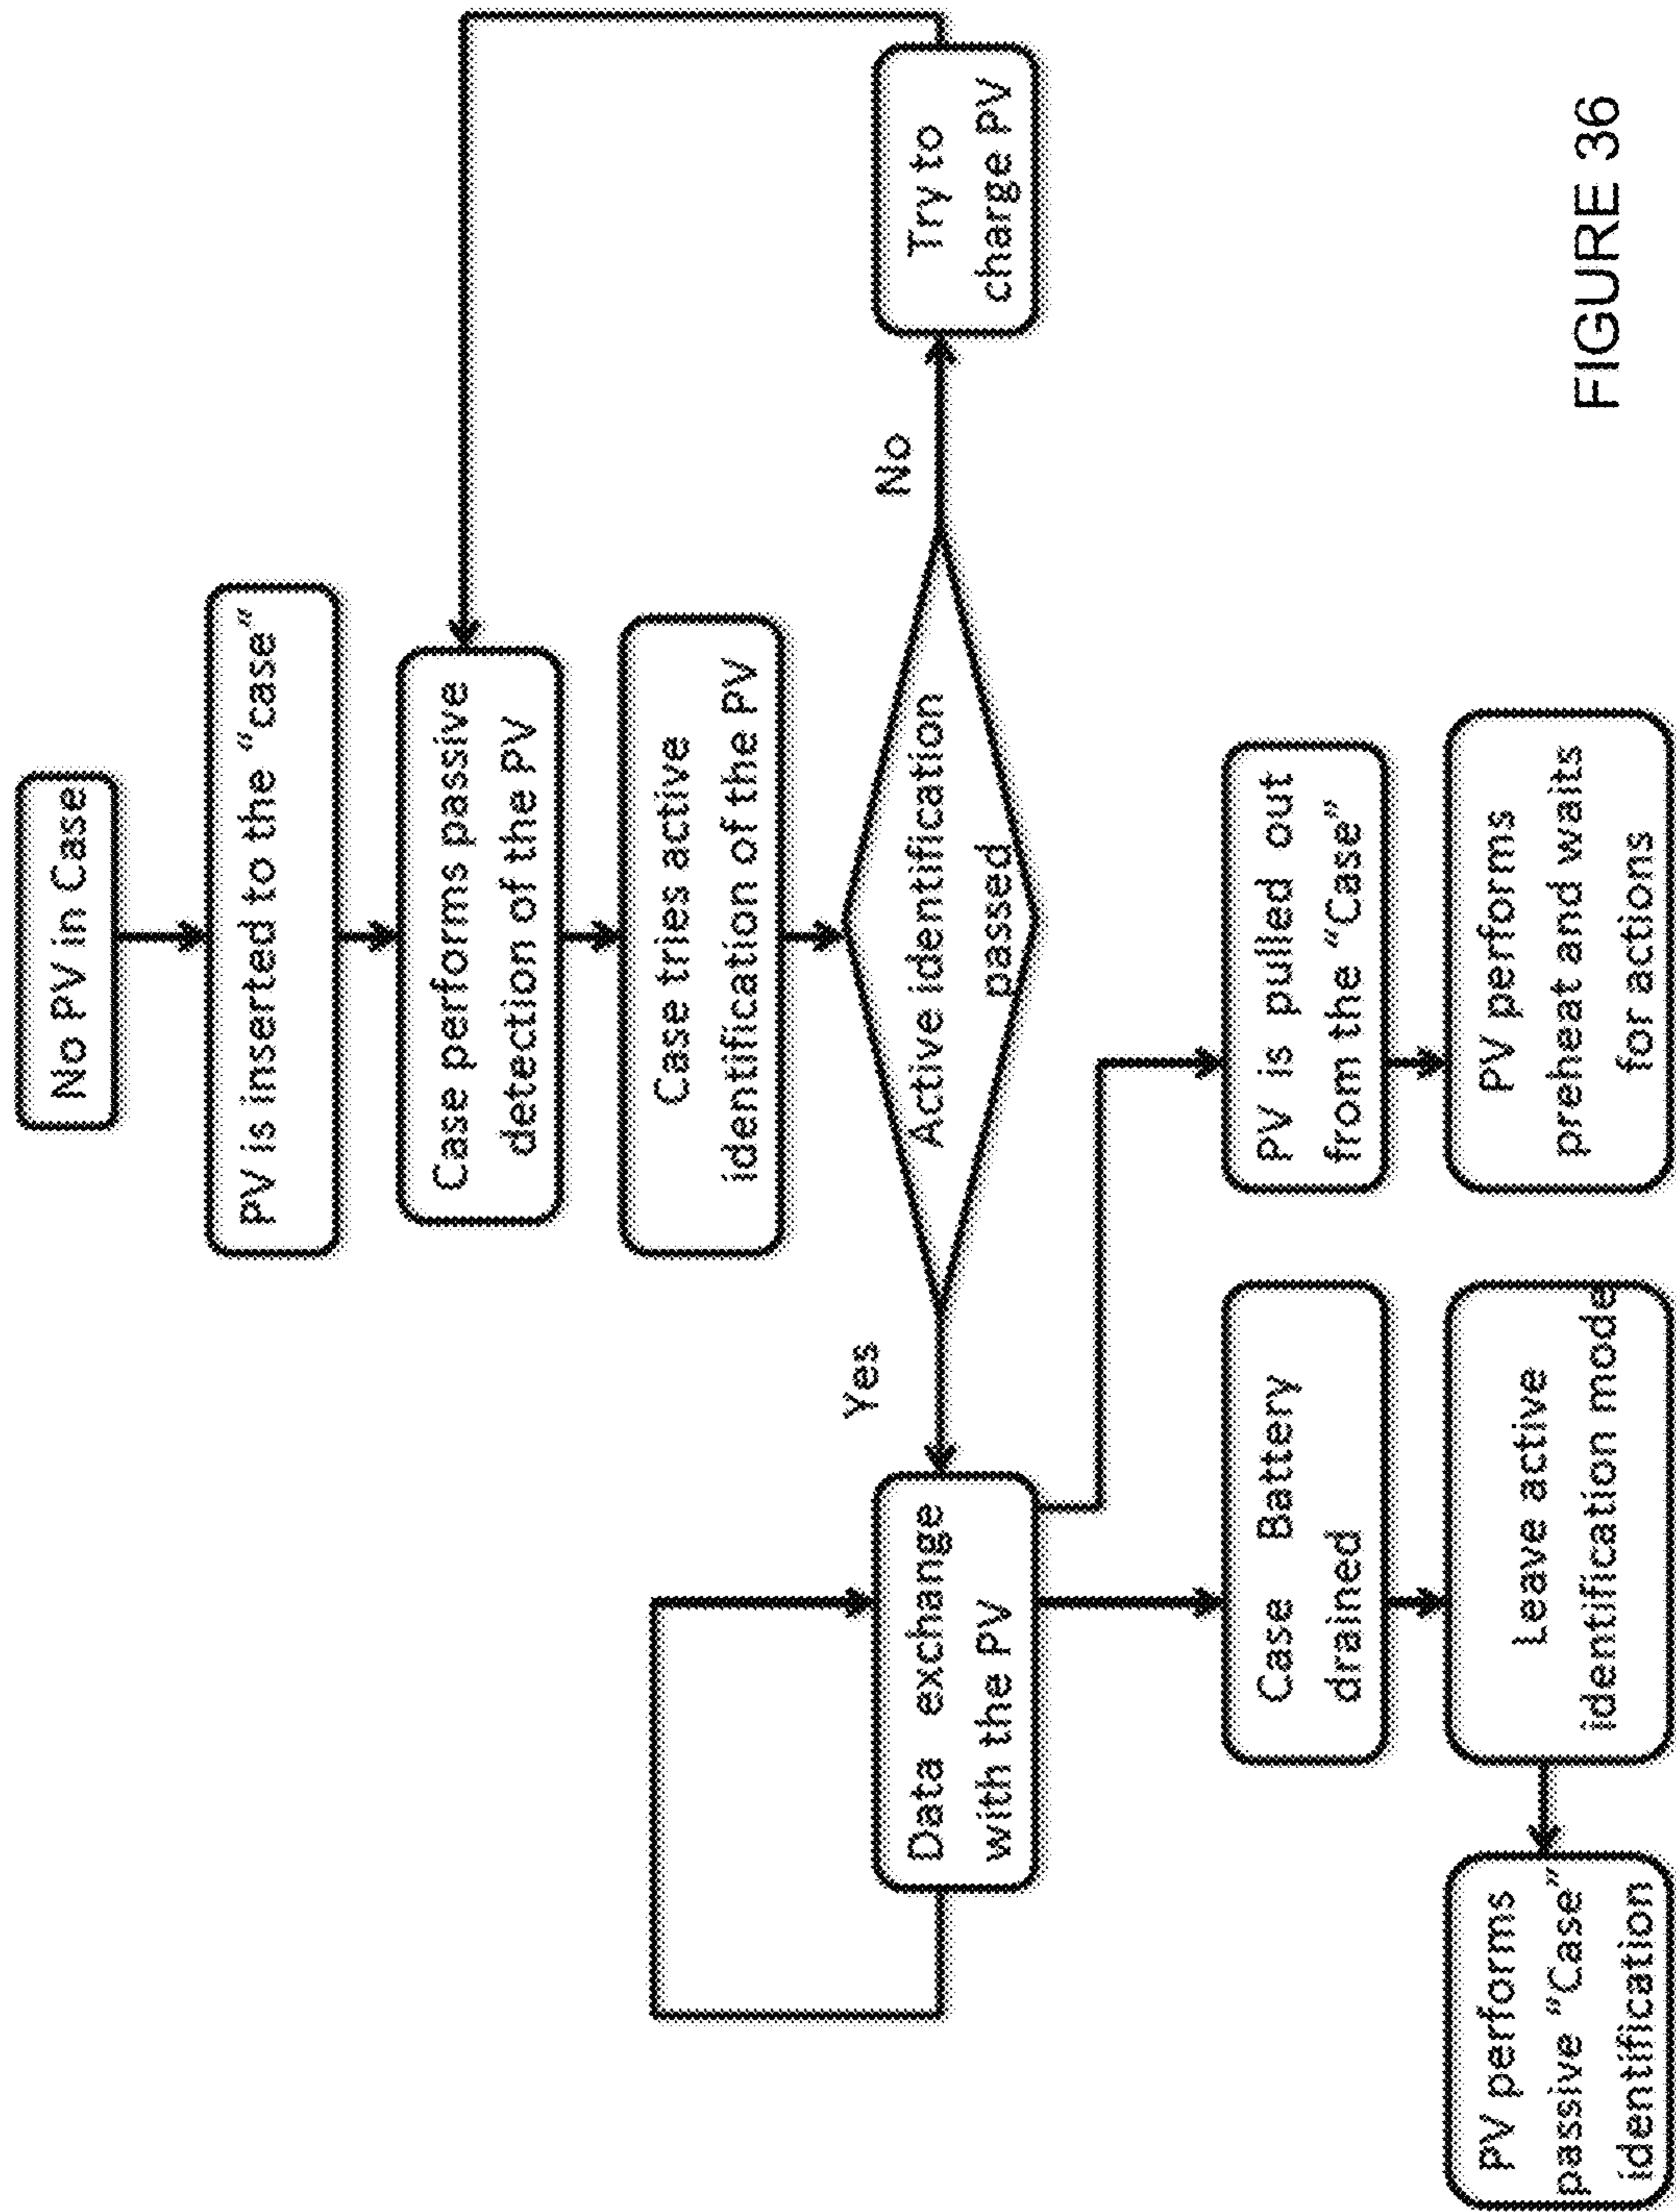 No PV in Case
PV is inserted to the “case”
Case performs passive
detection of the PV
Case tries active
identification of the PV
Active identification
passed
Yes
No
Try to
charge PV
Data exchange
with the PV
PV is pulled out
from the “Case”
PV performs
preheat and waits
for actions
Case Battery
drained
Leave active
identification mode
PV performs
passive “Case”
identification
FIGURE 36